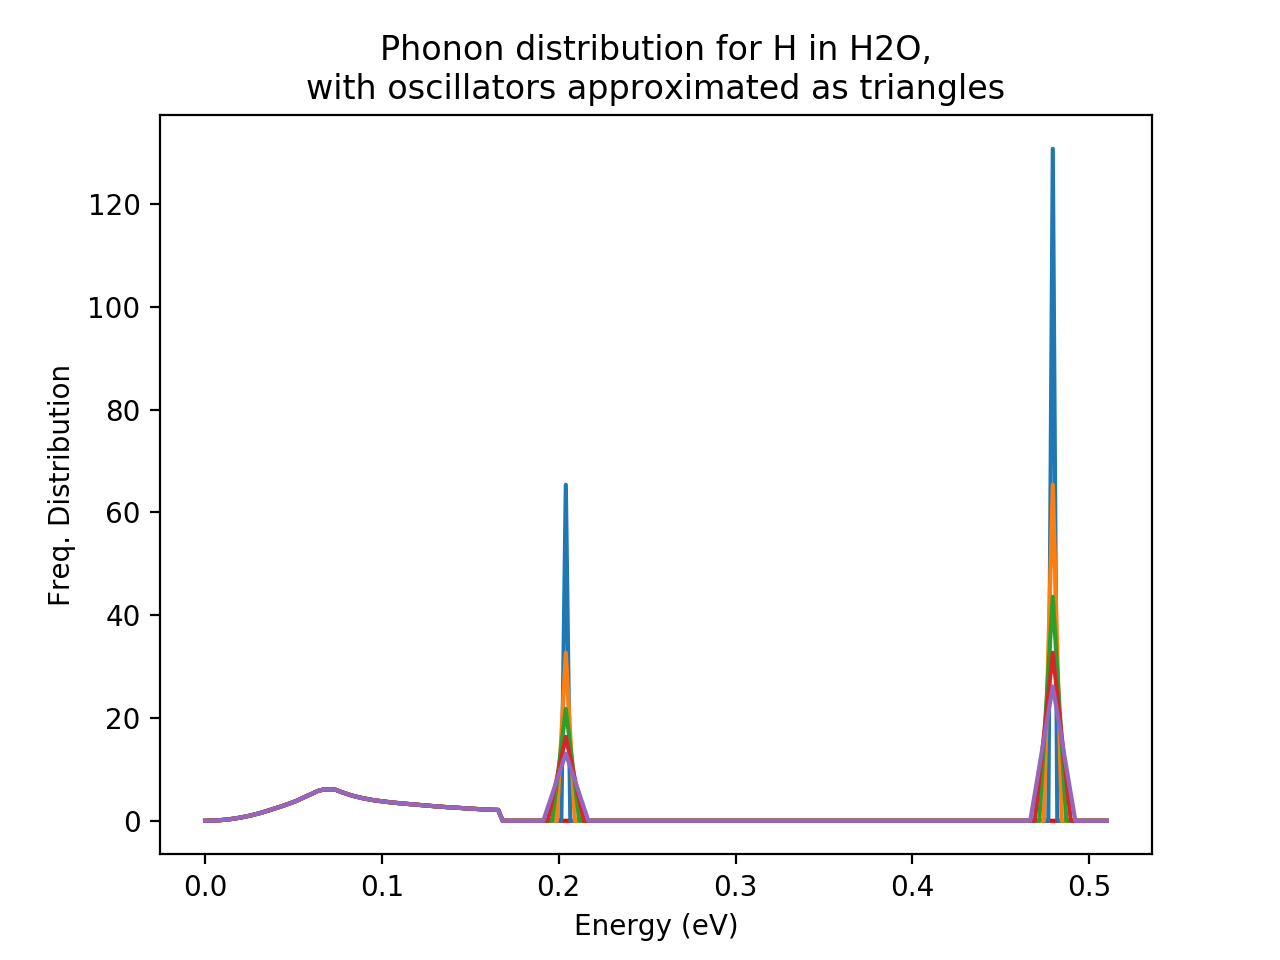 Phonon distribution for H in H2O,
with oscillators approximated as triangles
Freq. Distribution
120
100
80
60
40
20
0
0.0 0.1 0.2 0.3 0.4 0.5
Energy (eV)